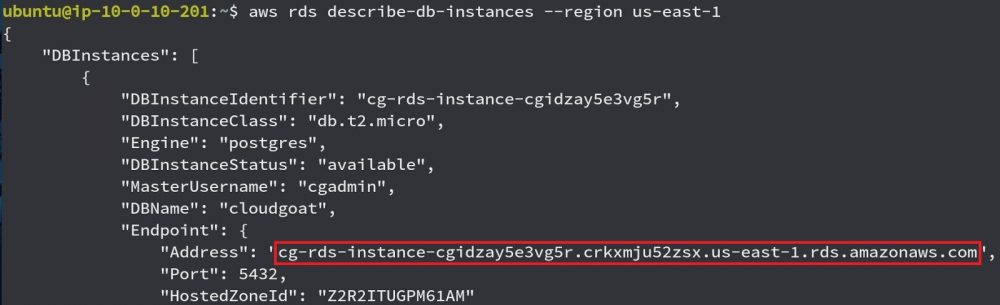 ubuntu@ip-10-0-10-201:~$ aws rds describe-db-instances --region us-east-1
{
    "DBInstances": [
        {
            "DBInstanceIdentifier": "cg-rds-instance-cgidzay5e3vg5r",
            "DBInstanceClass": "db.t2.micro",
            "Engine": "postgres",
            "DBInstanceStatus": "available",
            "MasterUsername": "cgadmin",
            "DBName": "cloudgoat",
            "Endpoint": {
                "Address": "cg-rds-instance-cgidzay5e3vg5r.crkxmju52zsx.us-east-1.rds.amazonaws.com",
                "Port": 5432,
                "HostedZoneId": "Z2R2ITUGPM61AM"